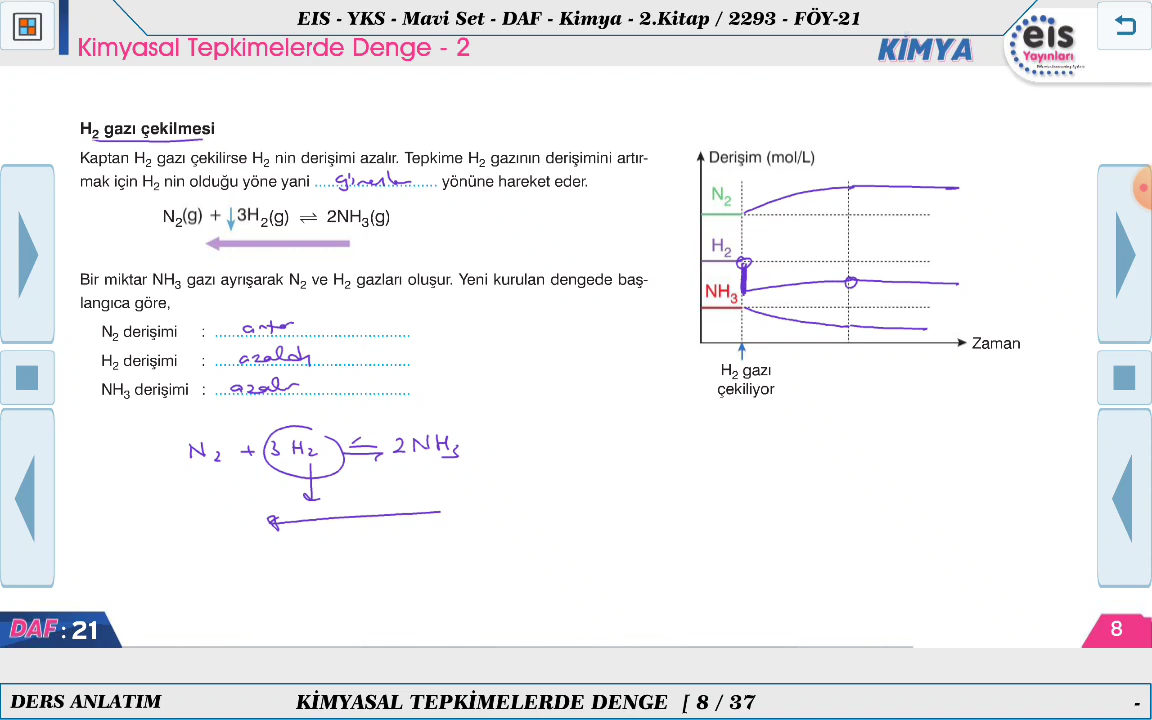 EIS - YKS - Mavi Set - DAF - Kimya - 2.Kitap / 2293 - FÖY-21
Kimyasal Tepkimelerde Denge - 2
KİMYA
eis
Yayınları
H₂ gazı çekilmesi
Kaptan H₂ gazı çekilirse H₂ nin derişimi azalır. Tepkime H₂ gazının derişimini artır-
mak için H₂ nin olduğu yöne yani girenler yönüne hareket eder.
N₂(g) + ↓3H₂(g) ⇌ 2NH₃(g)
Bir miktar NH₃ gazı ayrışarak N₂ ve H₂ gazları oluşur. Yeni kurulan dengede baş-
langıca göre,
N₂ derişimi : artar
H₂ derişimi : azaldı
NH₃ derişimi : azalır
N₂ + 3H₂ ⇌ 2NH₃
Derişim (mol/L)
N₂
H₂
NH₃
Zaman
H₂ gazı
çekiliyor
DAF : 21
8
DERS ANLATIM
KİMYASAL TEPKİMELERDE DENGE [ 8 / 37
-